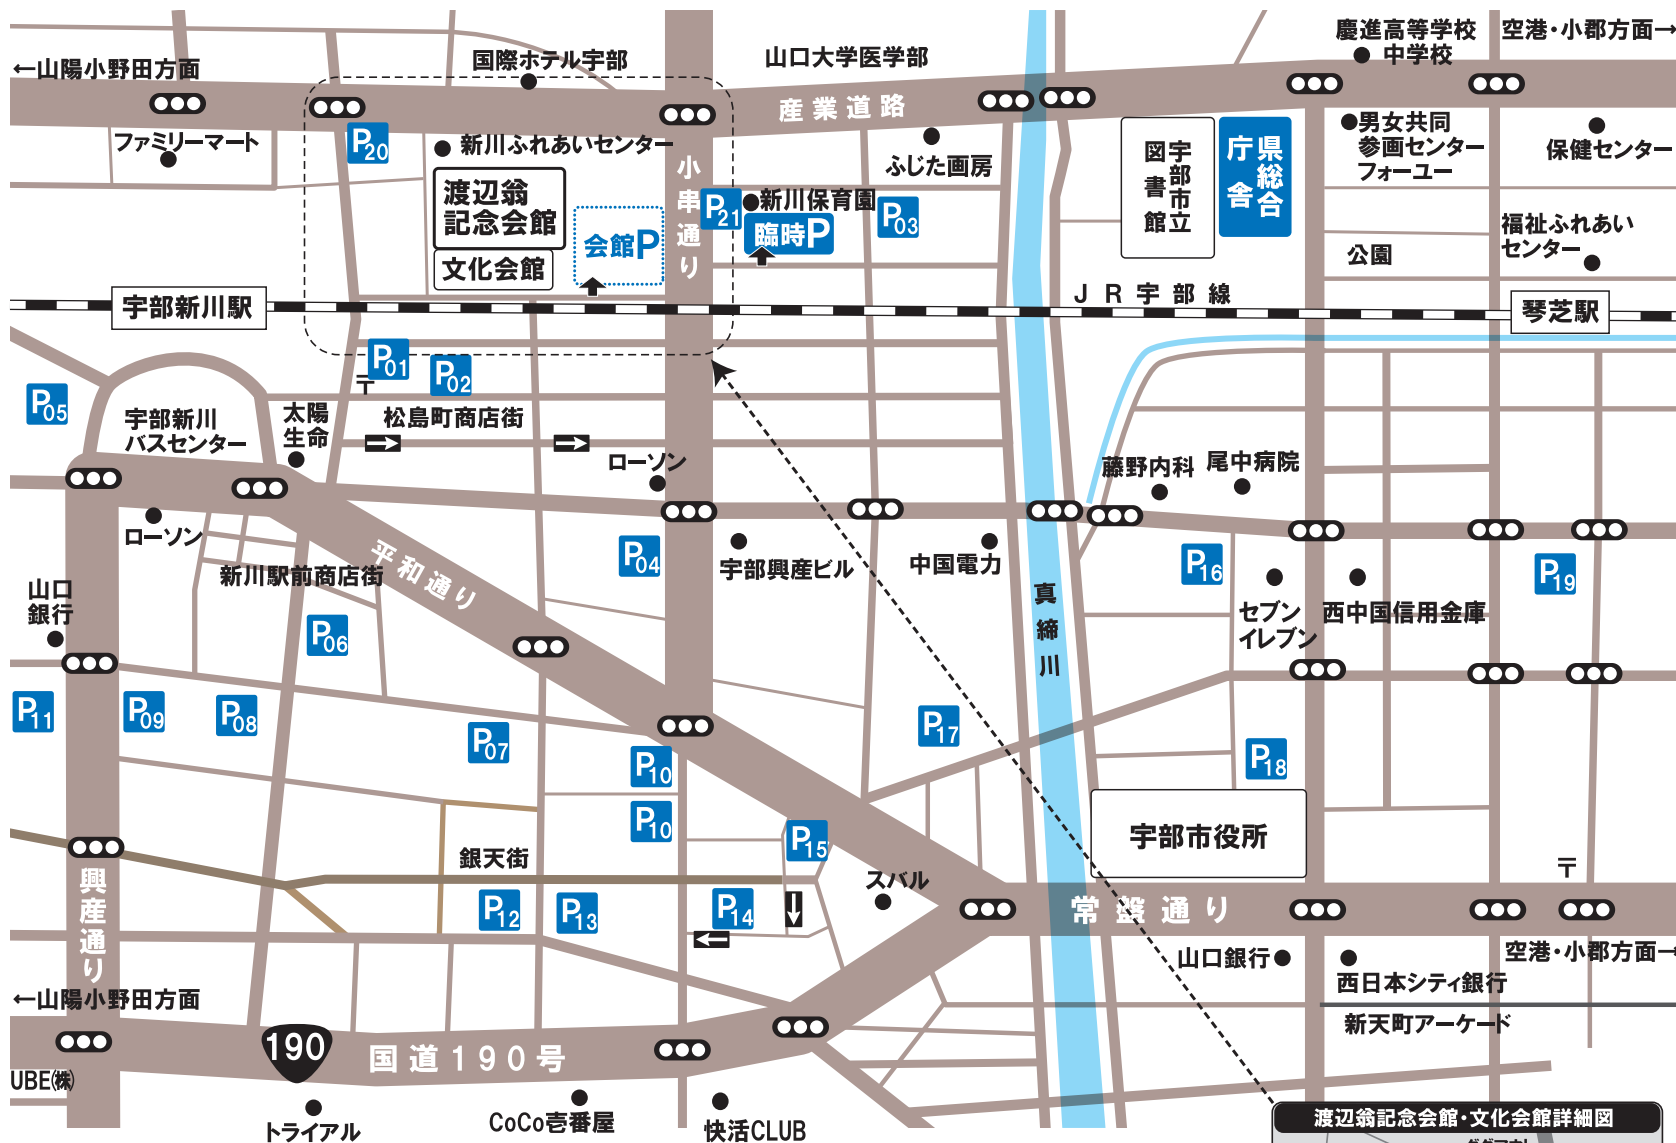 慶進高等学校
中学校
空港・小郡方面→
国際ホテル宇部
山口大学医学部
←山陽小野田方面
産業道路
ファミリーマート
P20
新川ふれあいセンター
ふじた画房
男女共同
参画センター
フォーユー
保健センター
県総合
庁舎
宇部市立
図書館
小串通り
渡辺翁
記念会館
文化会館
会館P
P21
新川保育園
臨時P
P03
公園
福祉ふれあい
センター
宇部新川駅
JR宇部線
琴芝駅
P01
〒
P02
P05
宇部新川
バスセンター
太陽
生命
松島町商店街
ローソン
藤野内科
尾中病院
ローソン
平和通り
P04
宇部興産ビル
中国電力
P16
P19
新川駅前商店街
山口
銀行
真締川
セブン
イレブン
西中国信用金庫
P06
P11
P09
P08
P07
P17
P10
P18
P10
P15
宇部市役所
銀天街
スバル
〒
P12
P13
P14
興産通り
常盤通り
山口銀行
空港・小郡方面→
西日本シティ銀行
←山陽小野田方面
新天町アーケード
190
国道190号
UBE㈱
トライアル
CoCo壱番屋
快活CLUB
渡辺翁記念会館・文化会館詳細図